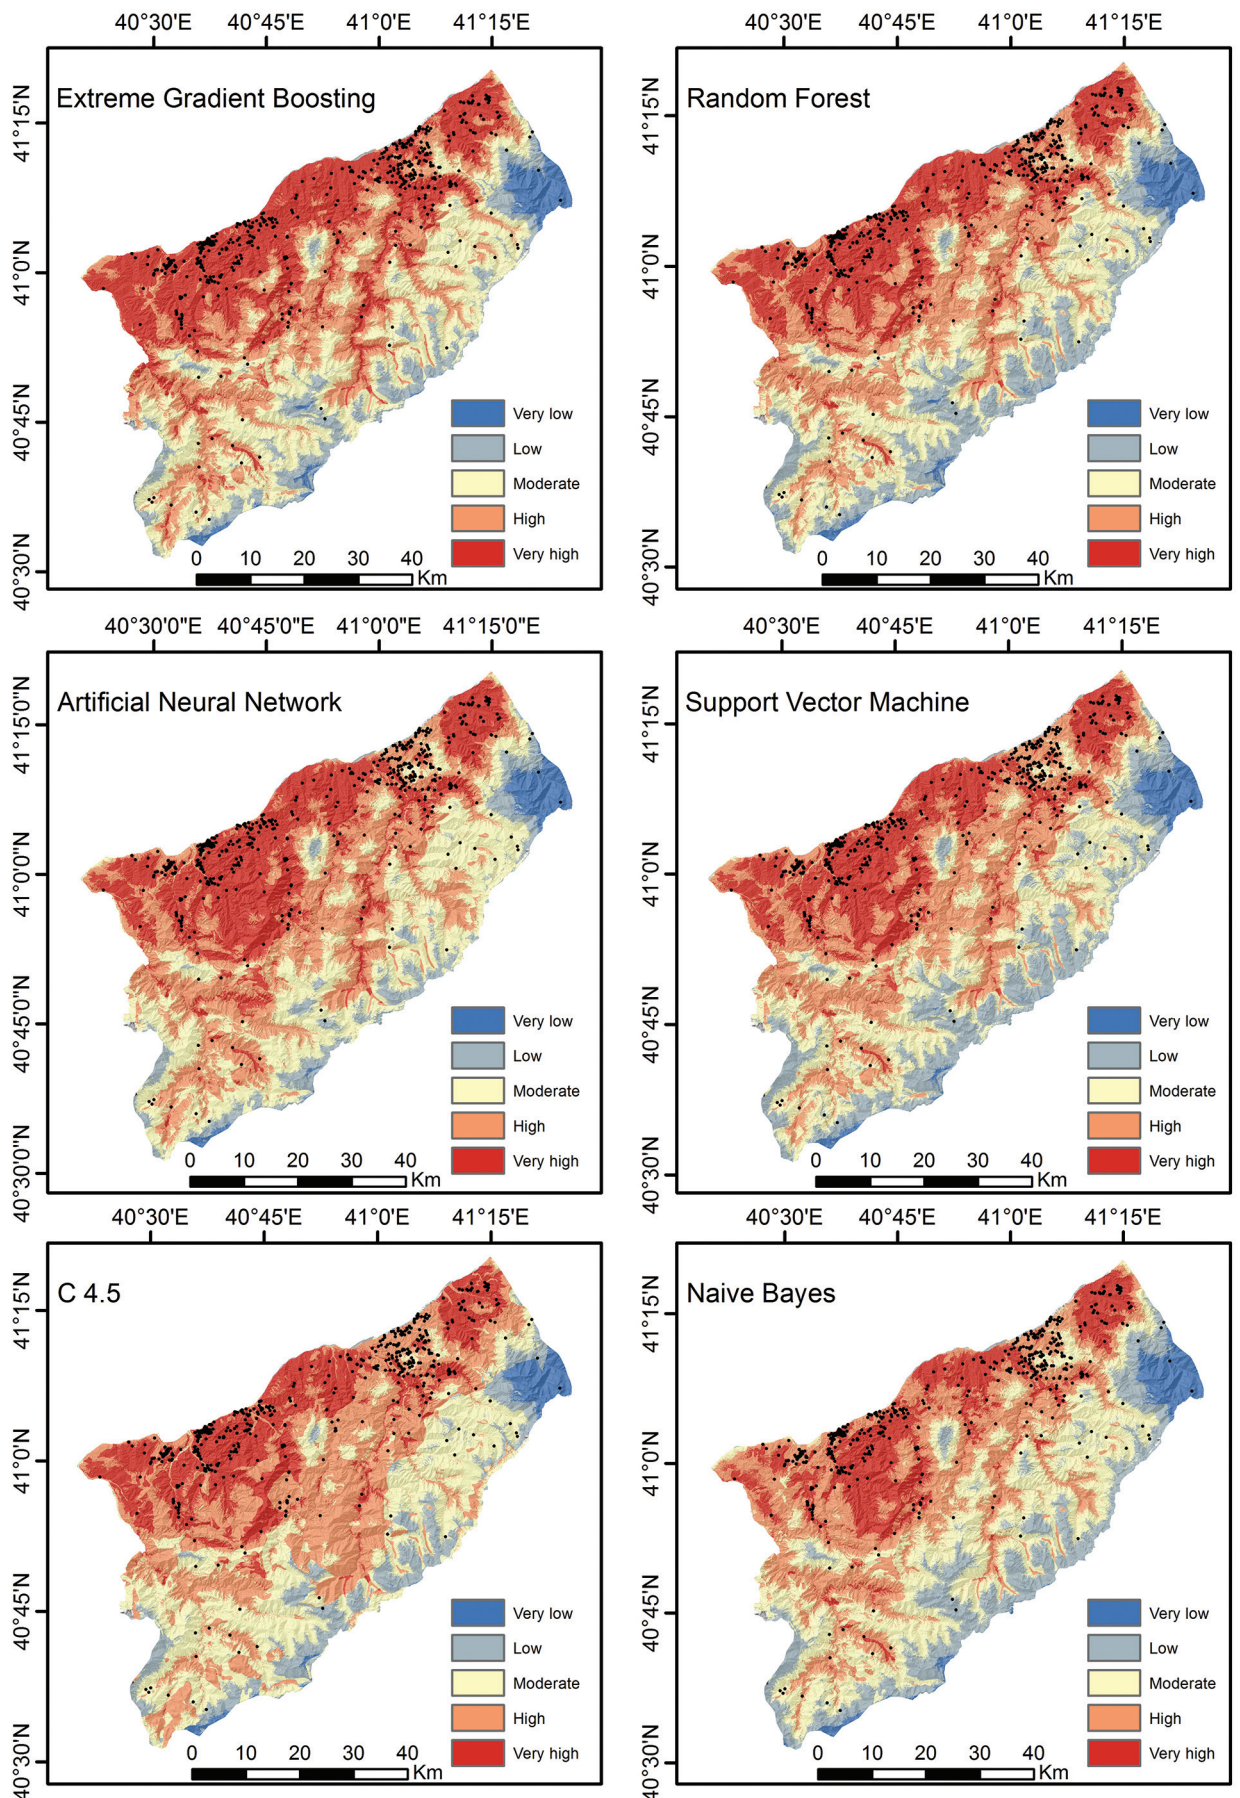 40°30'E 40°45'E 41°0'E 41°15'E
41°15'N
41°0'N
40°45'N
40°30'N
Extreme Gradient Boosting
Very low
Low
Moderate
High
Very high
0 10 20 30 40
Km
40°30'E 40°45'E 41°0'E 41°15'E
41°15'N
41°0'N
40°45'N
40°30'N
Random Forest
Very low
Low
Moderate
High
Very high
0 10 20 30 40
Km
40°30'0"E 40°45'0"E 41°0'0"E 41°15'0"E
41°15'0"N
41°0'0"N
40°45'0"N
40°30'0"N
Artificial Neural Network
Very low
Low
Moderate
High
Very high
0 10 20 30 40
Km
40°30'E 40°45'E 41°0'E 41°15'E
41°15'N
41°0'N
40°45'N
40°30'N
Support Vector Machine
Very low
Low
Moderate
High
Very high
0 10 20 30 40
Km
40°30'E 40°45'E 41°0'E 41°15'E
41°15'N
41°0'N
40°45'N
40°30'N
C 4.5
Very low
Low
Moderate
High
Very high
0 10 20 30 40
Km
40°30'E 40°45'E 41°0'E 41°15'E
41°15'N
41°0'N
40°45'N
40°30'N
Naive Bayes
Very low
Low
Moderate
High
Very high
0 10 20 30 40
Km